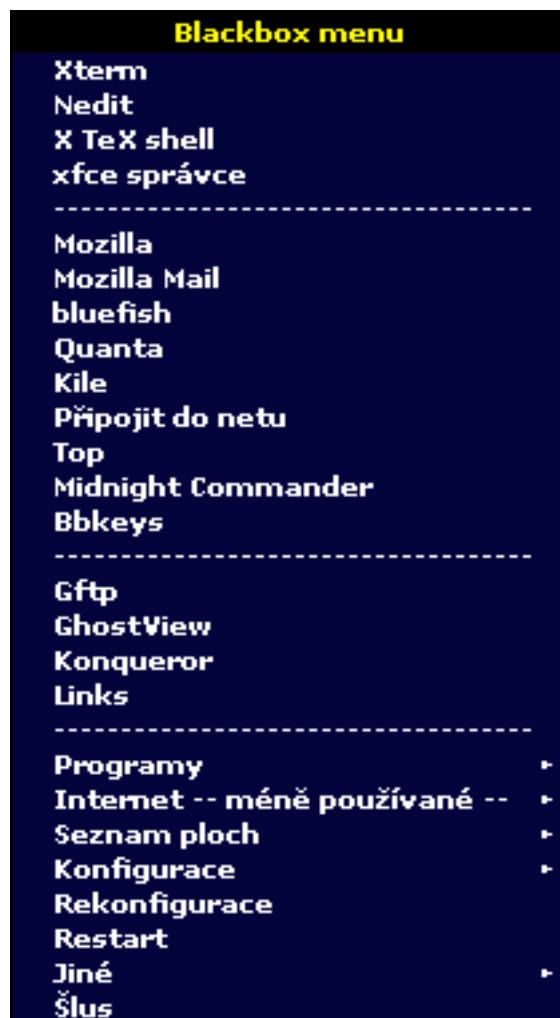 Blackbox menu
Xterm
Nedit
X TeX shell
xfce správce
------------------------------------
Mozilla
Mozilla Mail
bluefish
Quanta
Kile
Připojit do netu
Top
Midnight Commander
Bbkeys
------------------------------------
Gftp
GhostView
Konqueror
Links
------------------------------------
Programy
Internet -- méně používané --
Seznam ploch
Konfigurace
Rekonfigurace
Restart
Jiné
Šlus